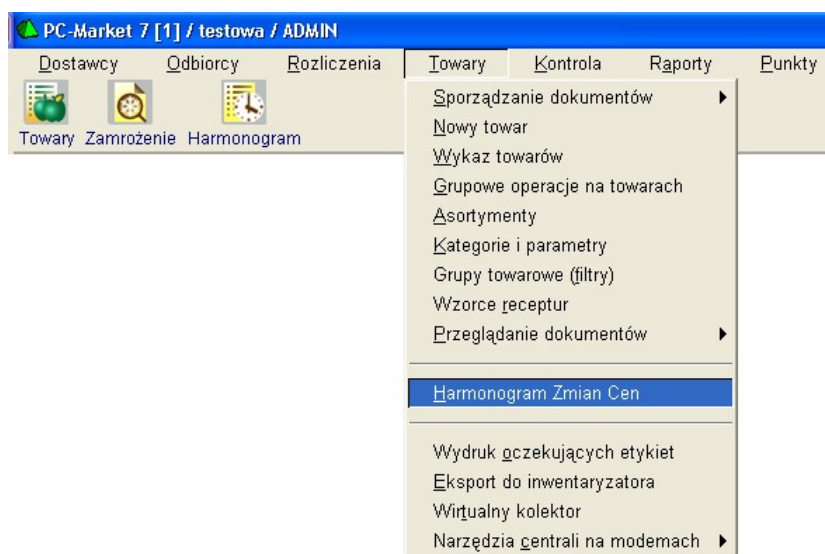 PC-Market 7 [1] / testowa / ADMIN
Dostawcy Odbiorcy Rozliczenia Towary Kontrola Raporty Punkty
Towary Zamrożenie Harmonogram
Sporządzanie dokumentów
Nowy towar
Wykaz towarów
Grupowe operacje na towarach
Asortymenty
Kategorie i parametry
Grupy towarowe (filtry)
Wzorce receptur
Przeglądanie dokumentów
Harmonogram Zmian Cen
Wydruk oczekujących etykiet
Eksport do inwentaryzatora
Wirtualny kolektor
Narzędzia centrali na modemach